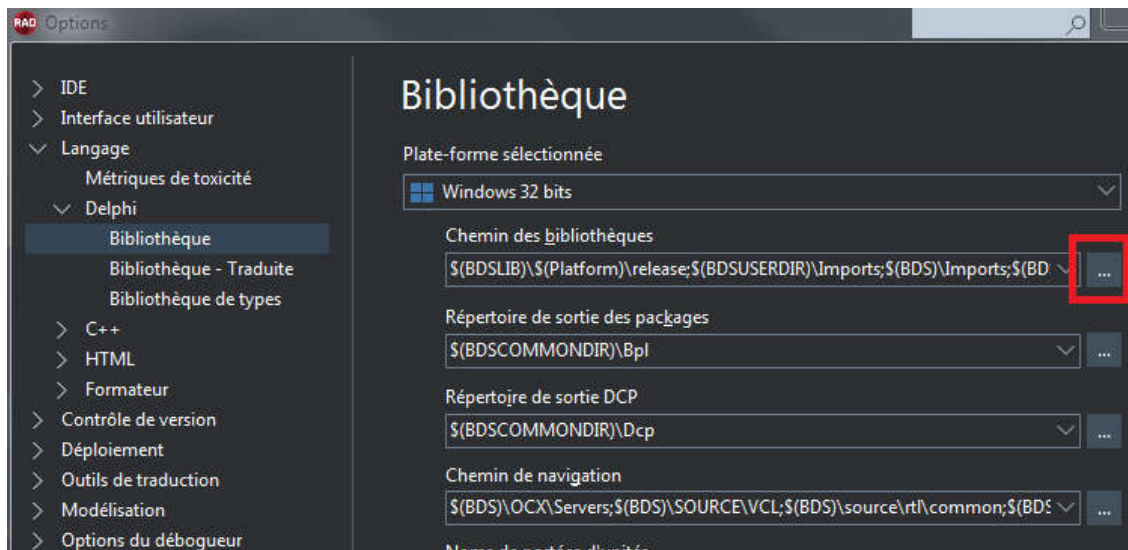 RAD Options
IDE
Interface utilisateur
Langage
Métriques de toxicité
Delphi
Bibliothèque
Bibliothèque - Traduite
Bibliothèque de types
C++
HTML
Formateur
Contrôle de version
Déploiement
Outils de traduction
Modélisation
Options du débogueur
Bibliothèque
Plate-forme sélectionnée
Windows 32 bits
Chemin des bibliothèques
$(BDSLIB)\$(Platform)\release;$(BDSUSERDIR)\Imports;$(BDS)\Imports;$(BD
...
Répertoire de sortie des packages
$(BDSCOMMONDIR)\Bpl
...
Répertoire de sortie DCP
$(BDSCOMMONDIR)\Dcp
...
Chemin de navigation
$(BDS)\OCX\Servers;$(BDS)\SOURCE\VCL;$(BDS)\source\rtl\common;$(BDS
...